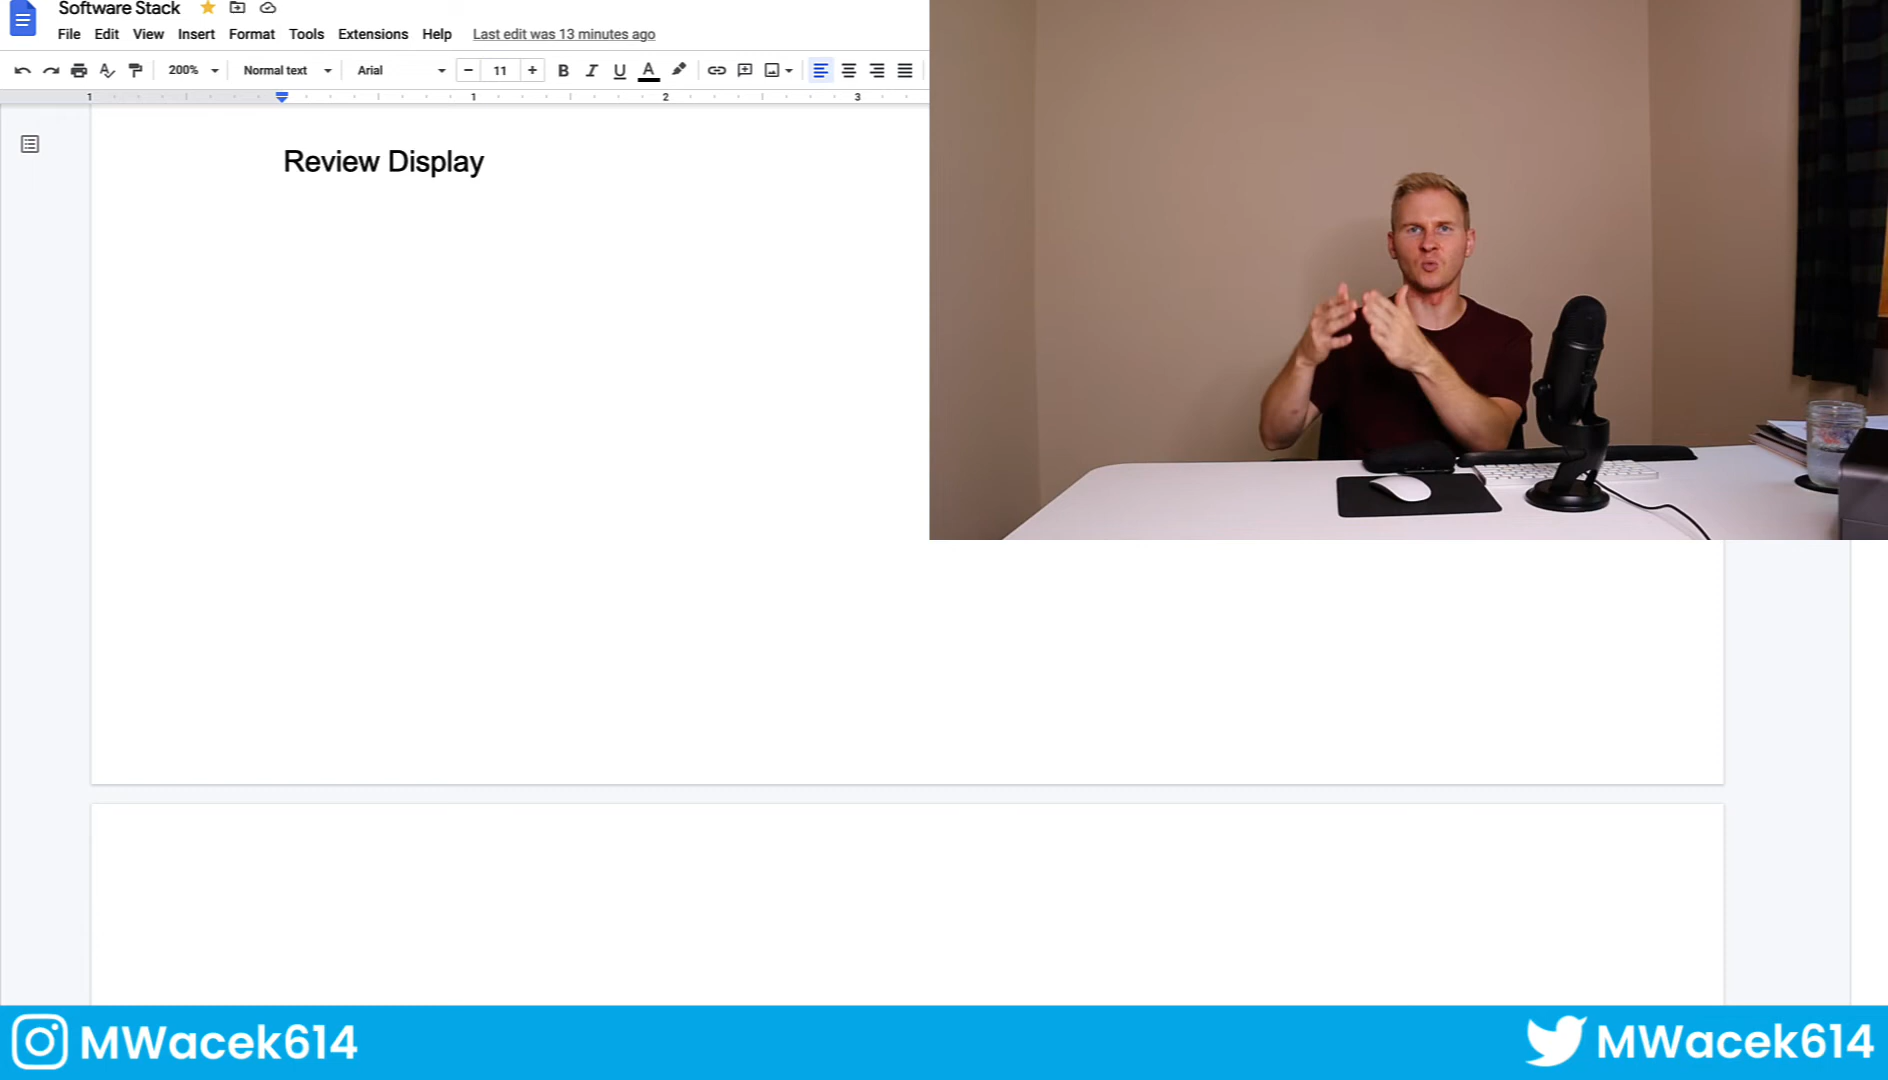 Software Stack
File Edit View Insert Format Tools Extensions Help Last edit was 13 minutes ago
200% Normal text Arial 11 B I U A
1 1 2 3
Review Display
MWacek614 MWacek614